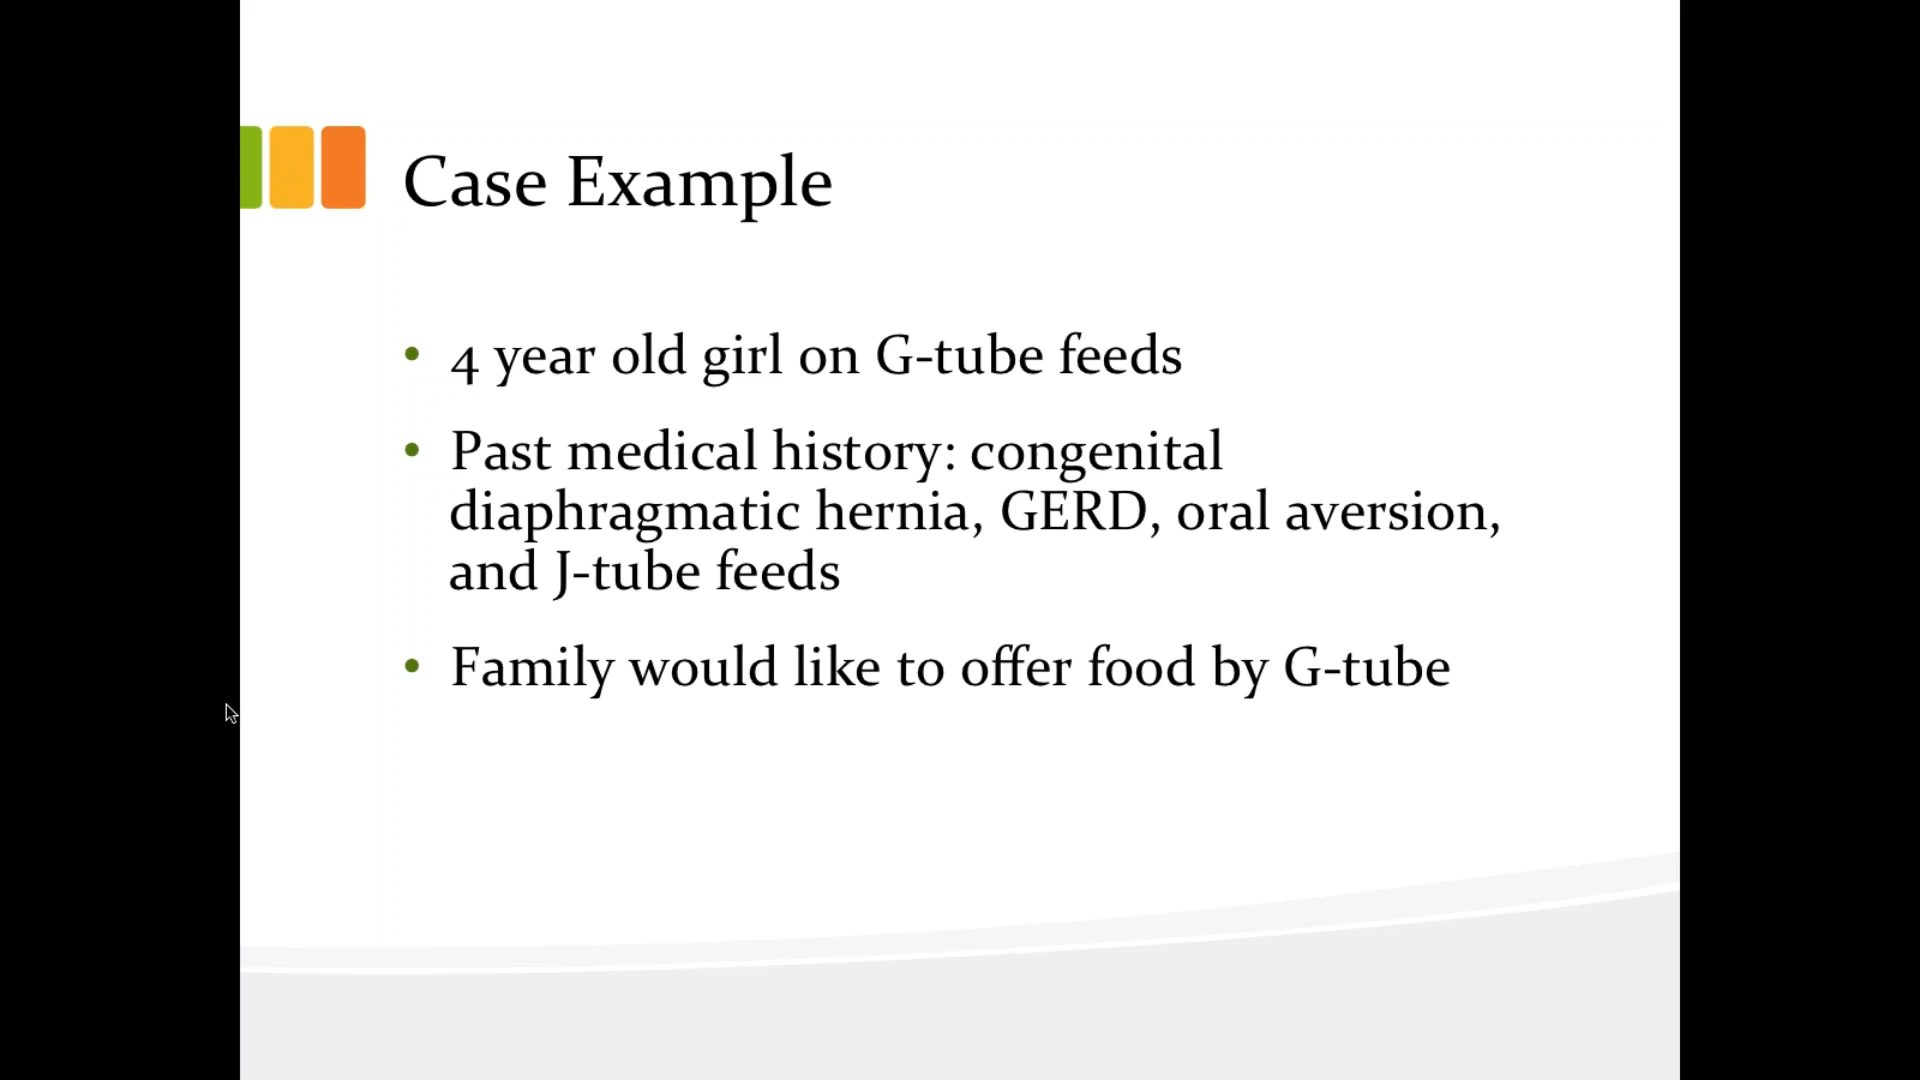 Case Example
• 4 year old girl on G-tube feeds
• Past medical history: congenital
diaphragmatic hernia, GERD, oral aversion,
and J-tube feeds
• Family would like to offer food by G-tube